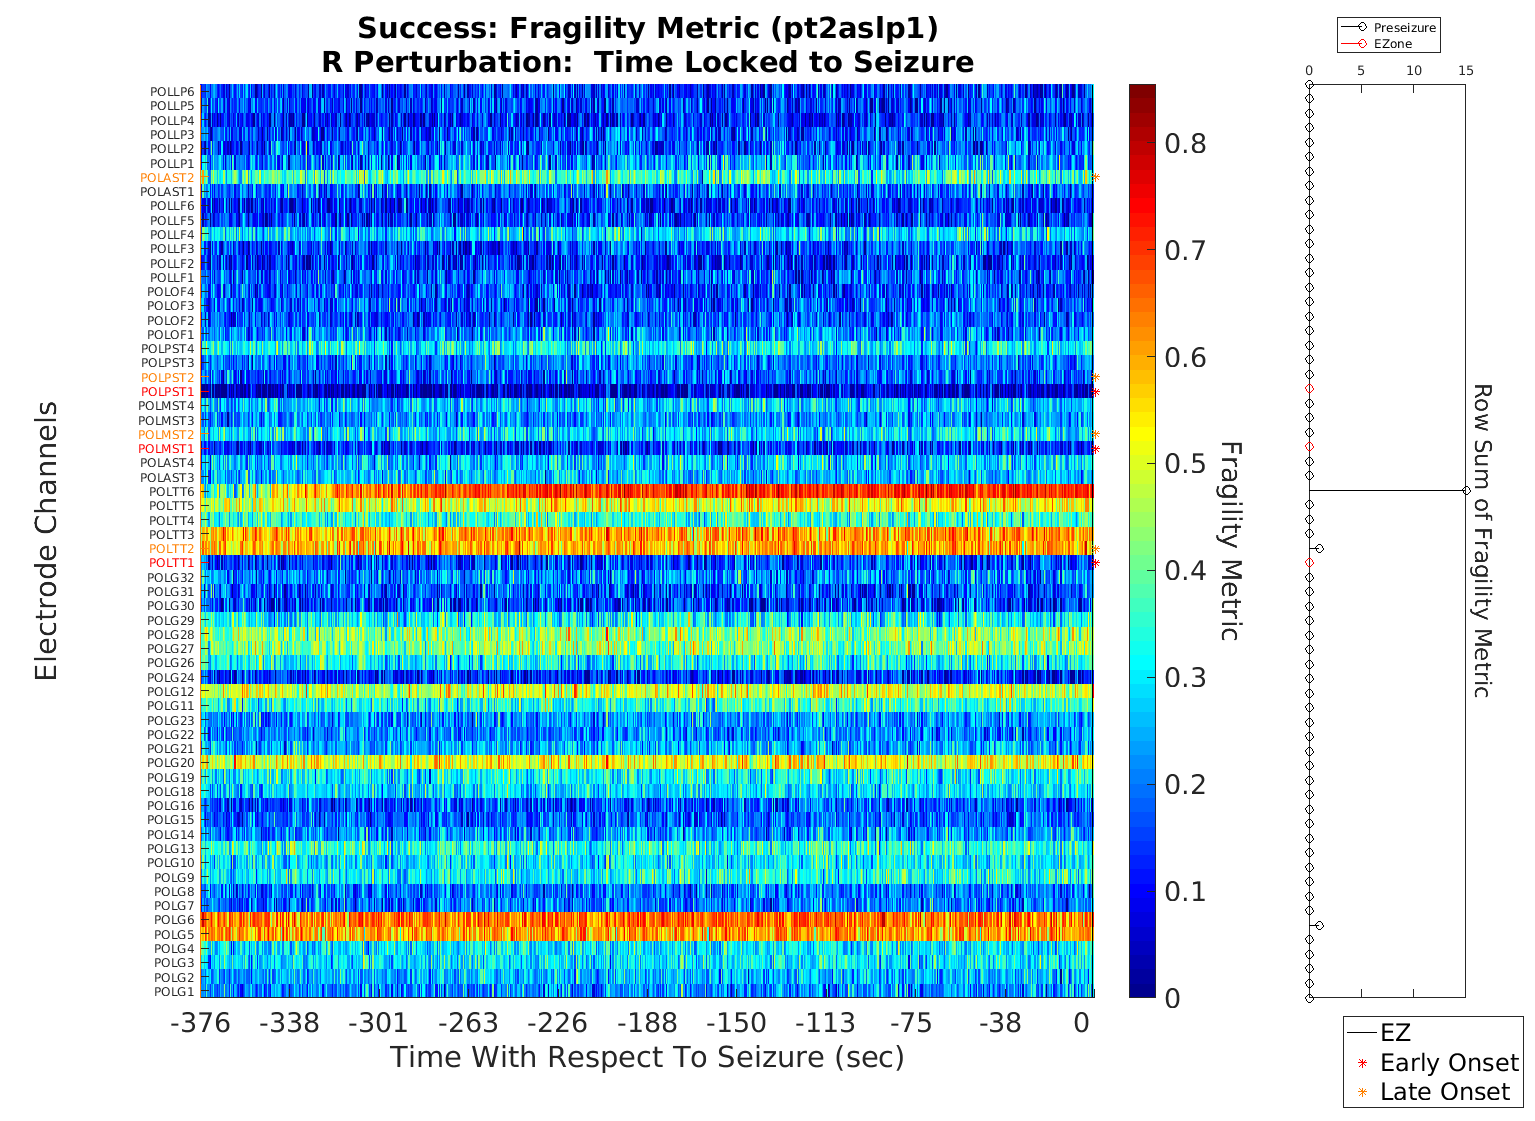 Success: Fragility Metric (pt2aslp1)
R Perturbation:  Time Locked to Seizure
Electrode Channels
POLLP6
POLLP5
POLLP4
POLLP3
POLLP2
POLLP1
POLAST2
POLAST1
POLLF6
POLLF5
POLLF4
POLLF3
POLLF2
POLLF1
POLOF4
POLOF3
POLOF2
POLOF1
POLPST4
POLPST3
POLPST2
POLPST1
POLMST4
POLMST3
POLMST2
POLMST1
POLAST4
POLAST3
POLTT6
POLTT5
POLTT4
POLTT3
POLTT2
POLTT1
POLG32
POLG31
POLG30
POLG29
POLG28
POLG27
POLG26
POLG24
POLG12
POLG11
POLG23
POLG22
POLG21
POLG20
POLG19
POLG18
POLG16
POLG15
POLG14
POLG13
POLG10
POLG9
POLG8
POLG7
POLG6
POLG5
POLG4
POLG3
POLG2
POLG1
-376 -338 -301 -263 -226 -188 -150 -113 -75 -38 0
Time With Respect To Seizure (sec)
0.8
0.7
0.6
0.5
0.4
0.3
0.2
0.1
0
Fragility Metric
Preseizure
EZone
0 5 10 15
Row Sum of Fragility Metric
EZ
Early Onset
Late Onset